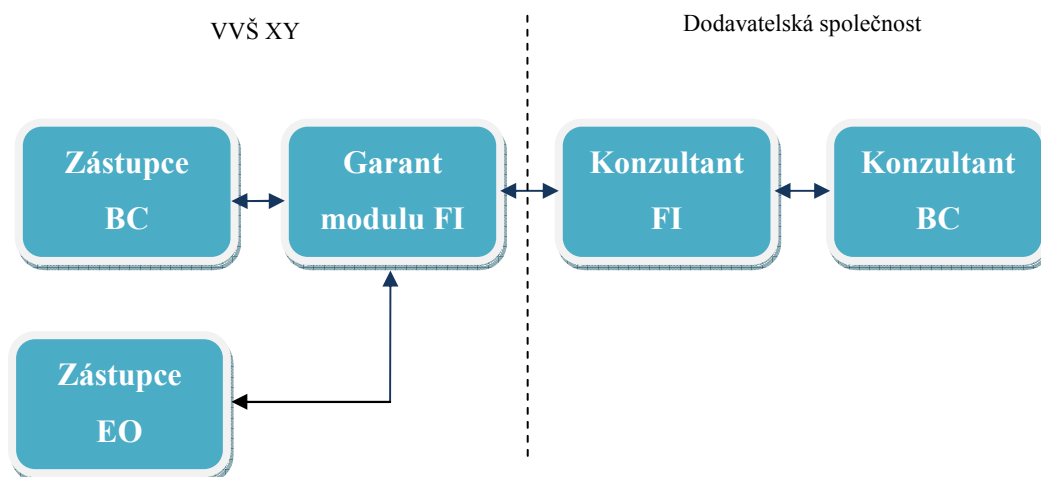 VVŠ XY
Dodavatelská společnost
Zástupce
BC
Garant
modulu FI
Konzultant
FI
Konzultant
BC
Zástupce
EO